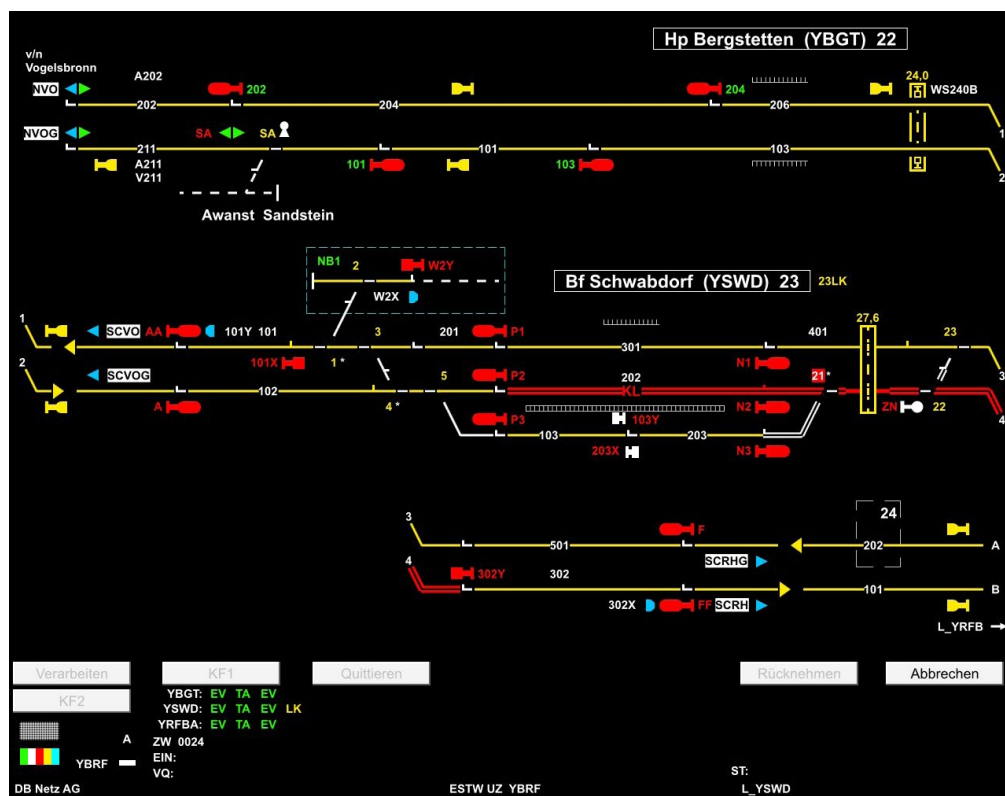 Hp Bergstetten (YBGT) 22
v/n
Vogelsbronn
A202
NVO
202
24,0
WS240B
202
204
204
206
1
NVOG
SA
SA
211
101
103
2
A211
V211
101
103
Awanst Sandstein
NB1
2
W2Y
W2X
Bf Schwabdorf (YSWD) 23
23LK
1
SCVO
AA
101Y
101
3
201
P1
401
27,6
23
301
2
101X
1 *
N1
3
SCVOG
5
P2
202
21 *
102
KL
A
4 *
N2
ZN
22
4
P3
103Y
103
203
203X
N3
24
3
F
501
202
A
SCRHG
4
302Y
302
101
B
302X
FF
SCRH
L_YRFB
Verarbeiten
KF1
Quittieren
Rücknehmen
Abbrechen
KF2
YBGT: EV TA EV
YSWD: EV TA EV LK
YRFBA: EV TA EV
A
ZW 0024
EIN:
YBRF
VQ:
ST:
DB Netz AG
ESTW UZ YBRF
L_YSWD